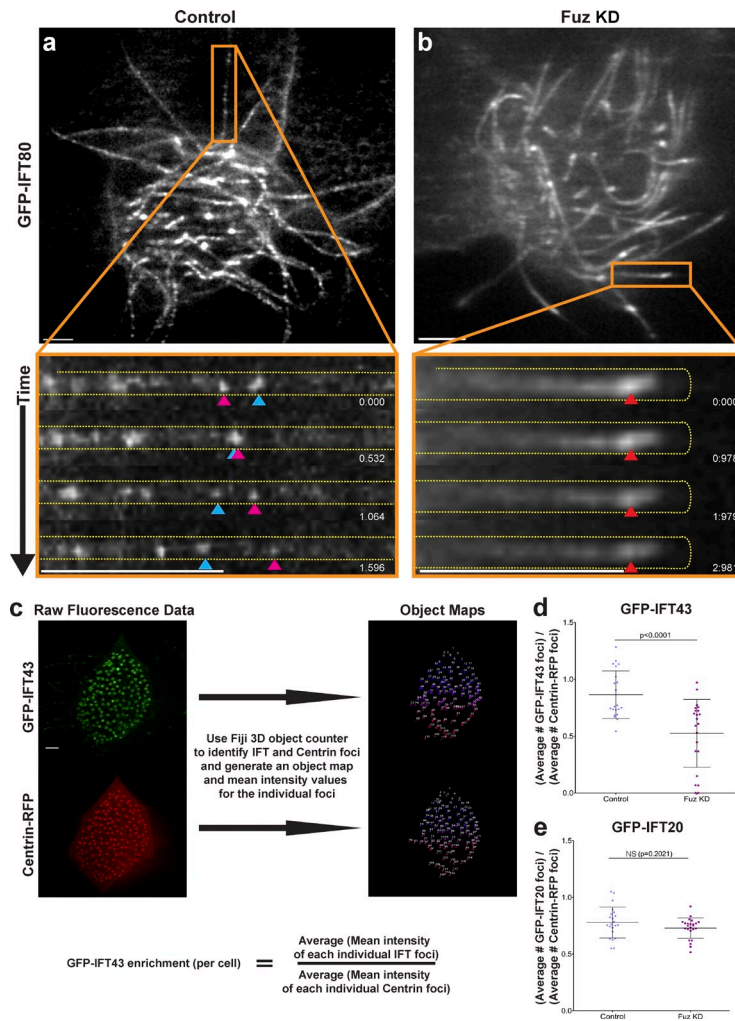 Control
Fuz KD
a
b
GFP-IFT80
Time
0.000
0.532
1.064
1.596
0:000
0:978
1:979
2:981
c
Raw Fluorescence Data
Object Maps
GFP-IFT43
Centrin-RFP
Use Fiji 3D object counter
to identify IFT and Centrin foci
and generate an object map
and mean intensity values
for the individual foci
GFP-IFT43 enrichment (per cell) = Average (Mean intensity
of each individual IFT foci)
Average (Mean intensity
of each individual Centrin foci)
d
GFP-IFT43
(Average # GFP-IFT43 foci) /
(Average # Centrin-RFP foci)
1.5
1.0
0.5
0.0
p<0.0001
Control
Fuz KD
e
GFP-IFT20
(Average # GFP-IFT20 foci) /
(Average # Centrin-RFP foci)
1.5
1.0
0.5
0.0
NS (p=0.2021)
Control
Fuz KD